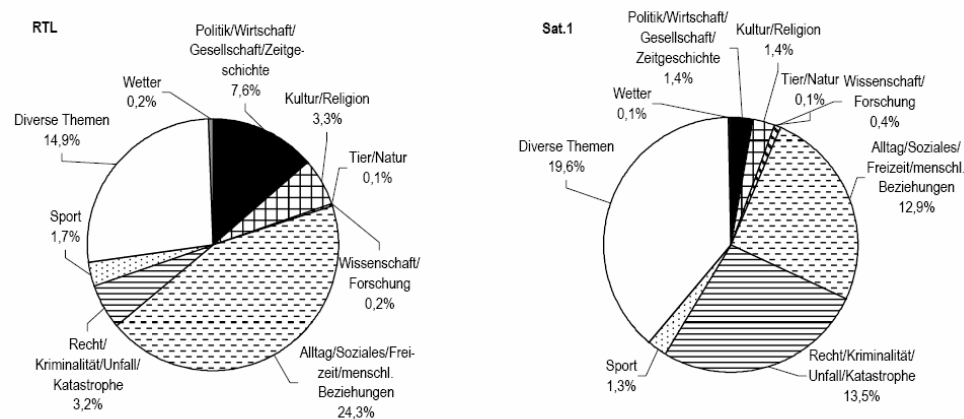 RTL
Politik/Wirtschaft/
Gesellschaft/Zeitge-
schichte
7,6%
Wetter
0,2%
Kultur/Religion
3,3%
Diverse Themen
14,9%
Tier/Natur
0,1%
Sport
1,7%
Wissenschaft/
Forschung
0,2%
Recht/
Kriminalität/Unfall/
Katastrophe
3,2%
Alltag/Soziales/Frei-
zeit/menschl.
Beziehungen
24,3%
Sat.1
Politik/Wirtschaft/
Gesellschaft/
Zeitgeschichte
1,4%
Kultur/Religion
1,4%
Wetter
0,1%
Tier/Natur
0,1%
Wissenschaft/
Forschung
0,4%
Diverse Themen
19,6%
Alltag/Soziales/
Freizeit/menschl.
Beziehungen
12,9%
Sport
1,3%
Recht/Kriminalität/
Unfall/Katastrophe
13,5%